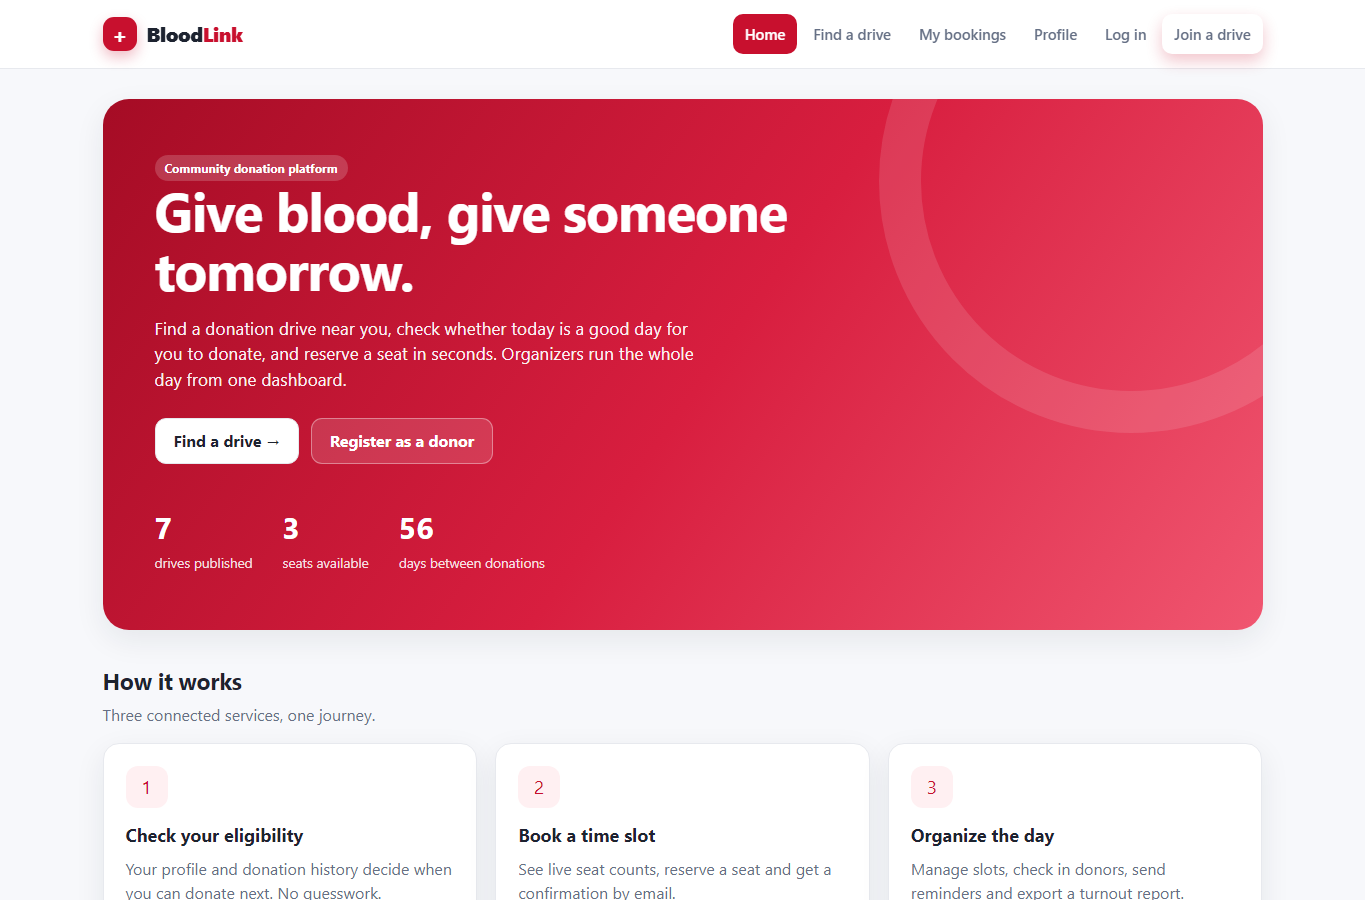 + BloodLink
Home Find a drive My bookings Profile Log in Join a drive
Community donation platform
Give blood, give someone
tomorrow.
Find a donation drive near you, check whether today is a good day for
you to donate, and reserve a seat in seconds. Organizers run the whole
day from one dashboard.
Find a drive → Register as a donor
7 3 56
drives published seats available days between donations
How it works
Three connected services, one journey.
1
Check your eligibility
Your profile and donation history decide when
you can donate next. No guesswork.
2
Book a time slot
See live seat counts, reserve a seat and get a
confirmation by email.
3
Organize the day
Manage slots, check in donors, send
reminders and export a turnout report.